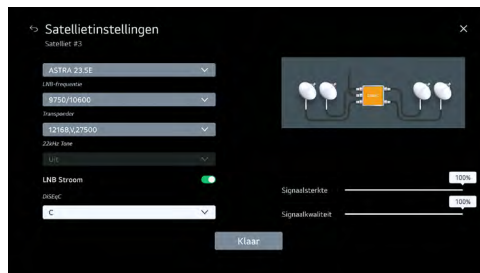 Satellietinstellingen
Satelliet #3
ASTRA 23.5E
LNB-frequentie
9750/10600
Transponder
12168,V,27500
22kHz Tone
Uit
LNB Stroom
DiSEqC
C
Signaalsterkte
100%
Signaalkwaliteit
100%
Klaar